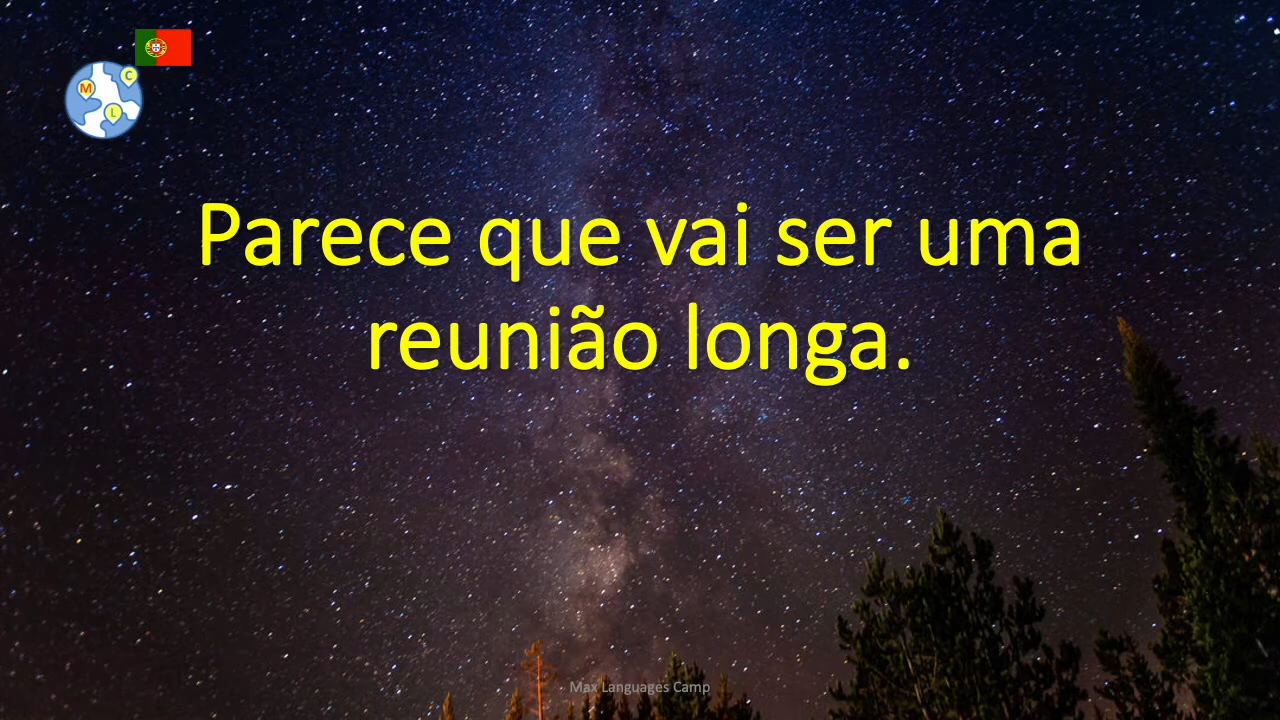 C
M
L
Parece que vai ser uma
reunião longa.
Max Languages Camp